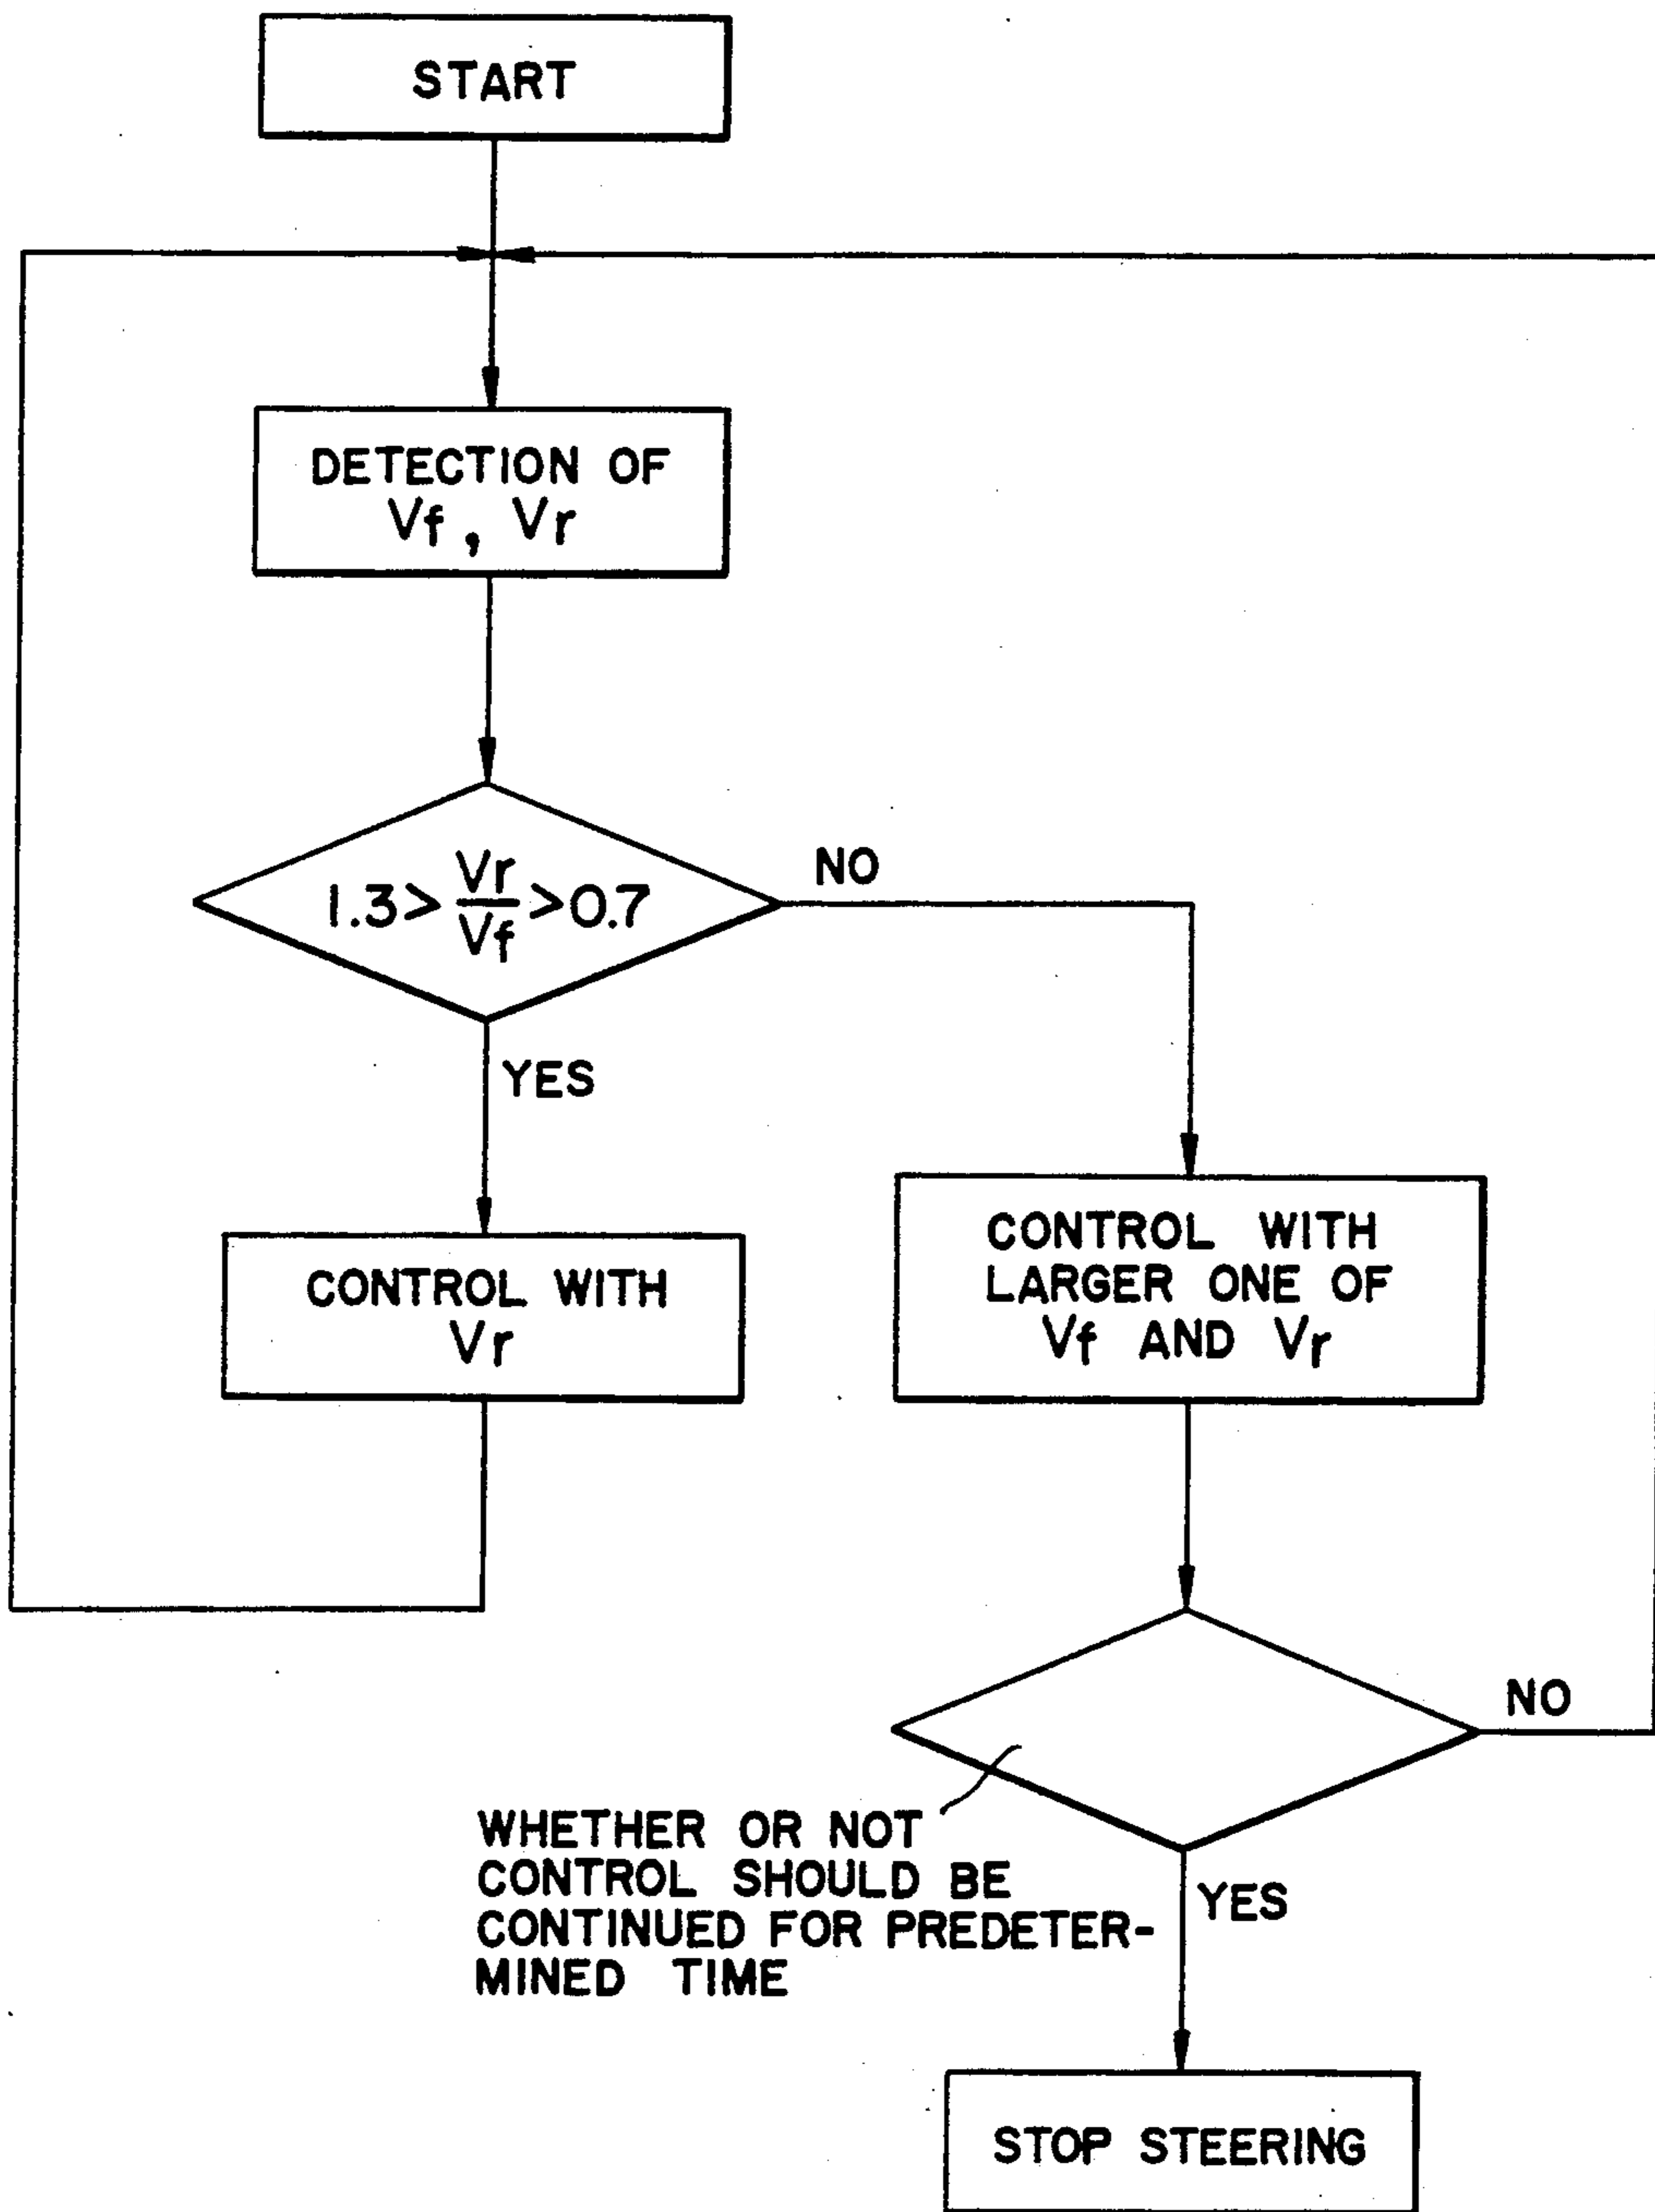 START
DETECTION OF
Vf, Vr
1.3 > Vr/Vf > 0.7
NO
YES
CONTROL WITH
Vr
CONTROL WITH
LARGER ONE OF
Vf AND Vr
NO
WHETHER OR NOT
CONTROL SHOULD BE
CONTINUED FOR PREDETER-
MINED TIME
YES
STOP STEERING